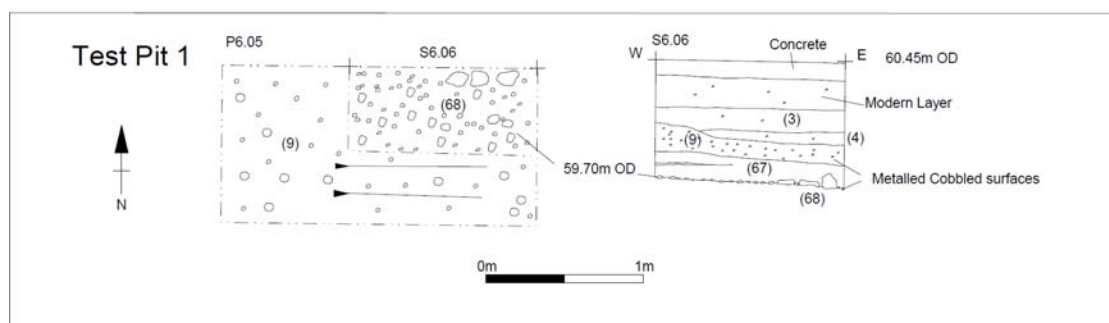 Test Pit 1
P6.05
S6.06
(68)
(9)
59.70m OD
N
S6.06
W
E
60.45m OD
Concrete
Modern Layer
(3)
(4)
(9)
(67)
Metalled Cobbled surfaces
(68)
0m
1m